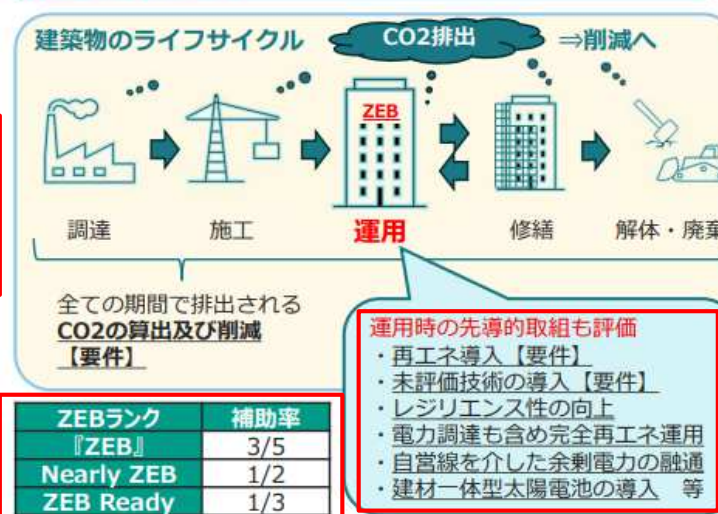 建築物のライフサイクル
CO2排出
⇒削減へ
ZEB
調達
施工
運用
修繕
解体・廃棄
全ての期間で排出される
CO2の算出及び削減
【要件】
運用時の先導的取組も評価
・再エネ導入【要件】
・未評価技術の導入【要件】
・レジリエンス性の向上
・電力調達も含め完全再エネ運用
・自営線を介した余剰電力の融通
・建材一体型太陽電池の導入 等
ZEBランク 補助率
『ZEB』 3/5
Nearly ZEB 1/2
ZEB Ready 1/3